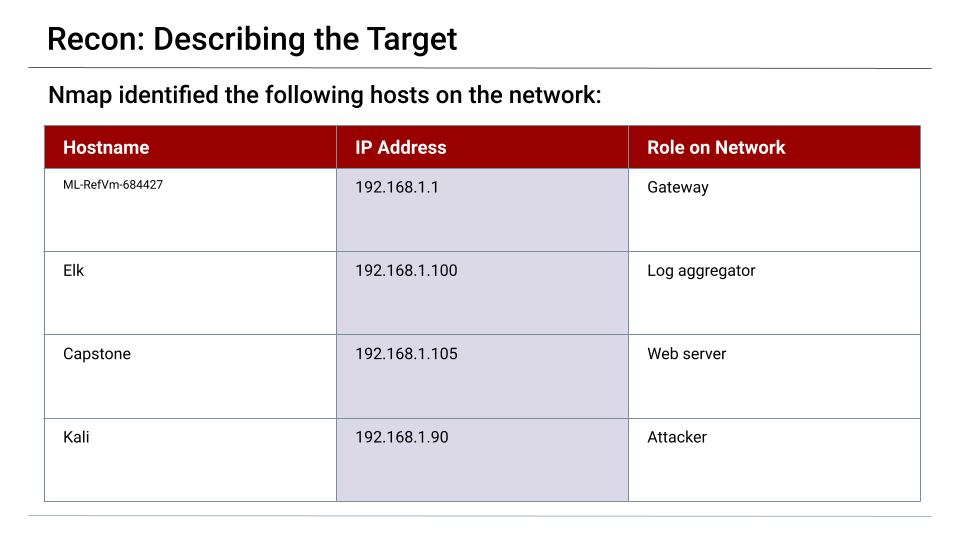 Recon: Describing the Target
Nmap identified the following hosts on the network:
Hostname IP Address Role on Network
ML-RefVm-684427 192.168.1.1 Gateway
Elk 192.168.1.100 Log aggregator
Capstone 192.168.1.105 Web server
Kali 192.168.1.90 Attacker